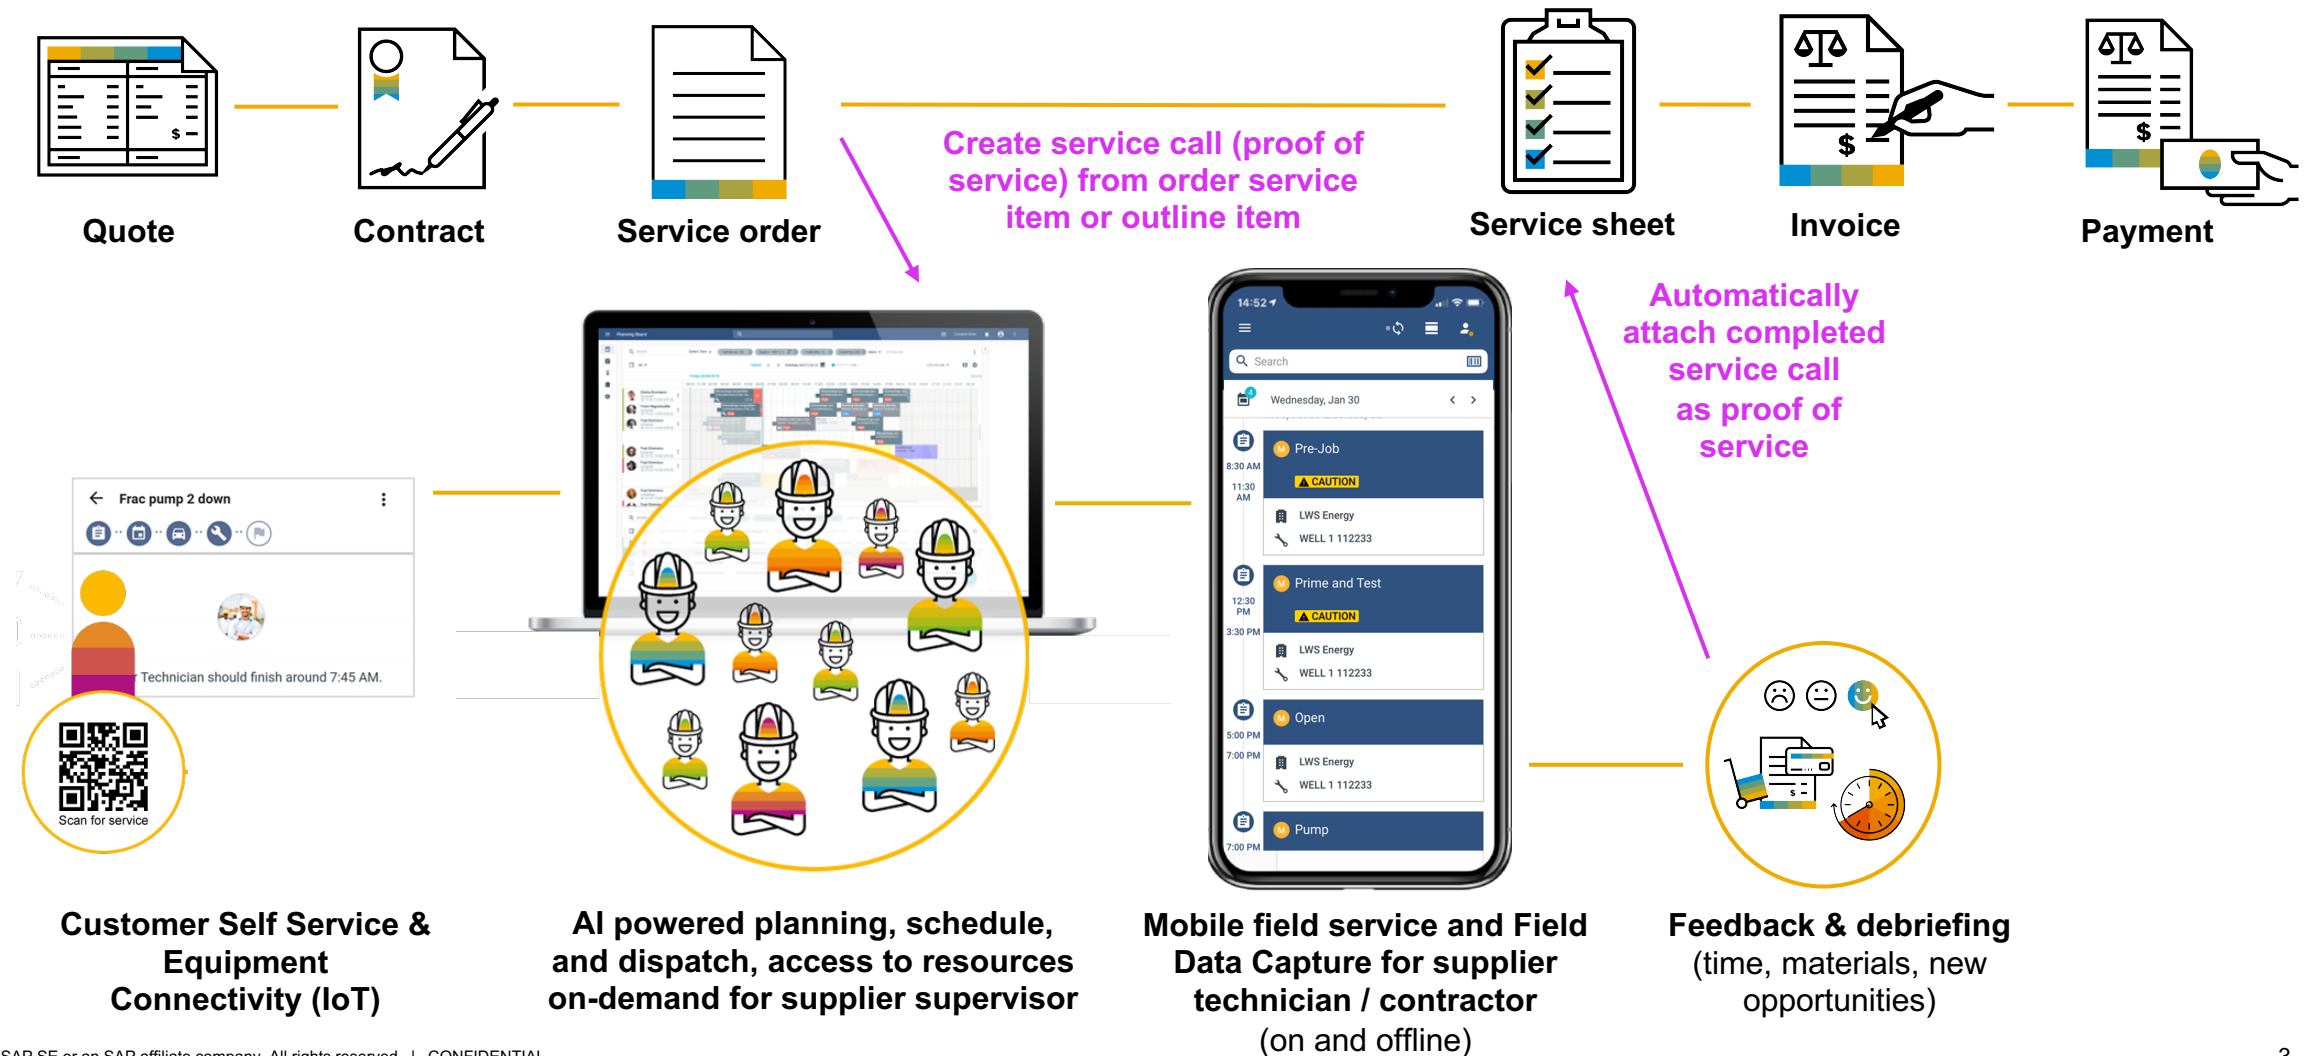 Quote
Contract
Service order
Create service call (proof of
service) from order service
item or outline item
Service sheet
Invoice
Payment
$
$
$
Automatically
attach completed
service call
as proof of
service
Frac pump 2 down
Technician should finish around 7:45 AM.
Scan for service
Planning Board
14:52
Search
4
Wednesday, Jan 30
8:30 AM
11:30
AM
M Pre-Job
CAUTION
LWS Energy
WELL 1 112233
12:30
PM
3:30 PM
M Prime and Test
CAUTION
LWS Energy
WELL 1 112233
5:00 PM
7:00 PM
M Open
LWS Energy
WELL 1 112233
7:00 PM
M Pump
$
Customer Self Service &
Equipment
Connectivity (IoT)
AI powered planning, schedule,
and dispatch, access to resources
on-demand for supplier supervisor
Mobile field service and Field
Data Capture for supplier
technician / contractor
(on and offline)
Feedback & debriefing
(time, materials, new
opportunities)
SAP SE or an SAP affiliate company. All rights reserved. | CONFIDENTIAL
3